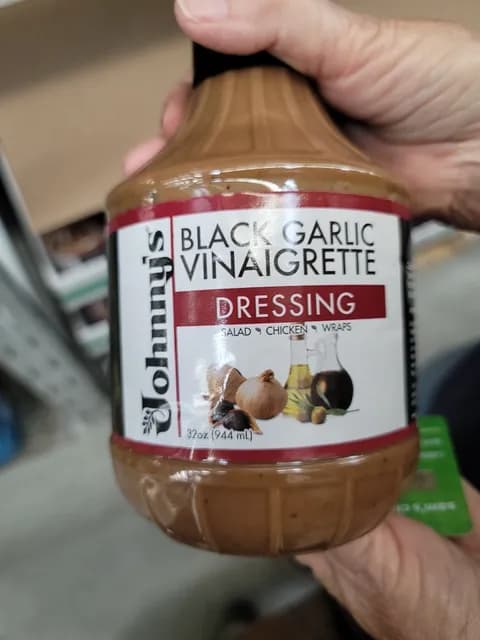 Johnny's
BLACK GARLIC
VINAIGRETTE
DRESSING
SALAD CHICKEN WRAPS
32oz (944 mL)